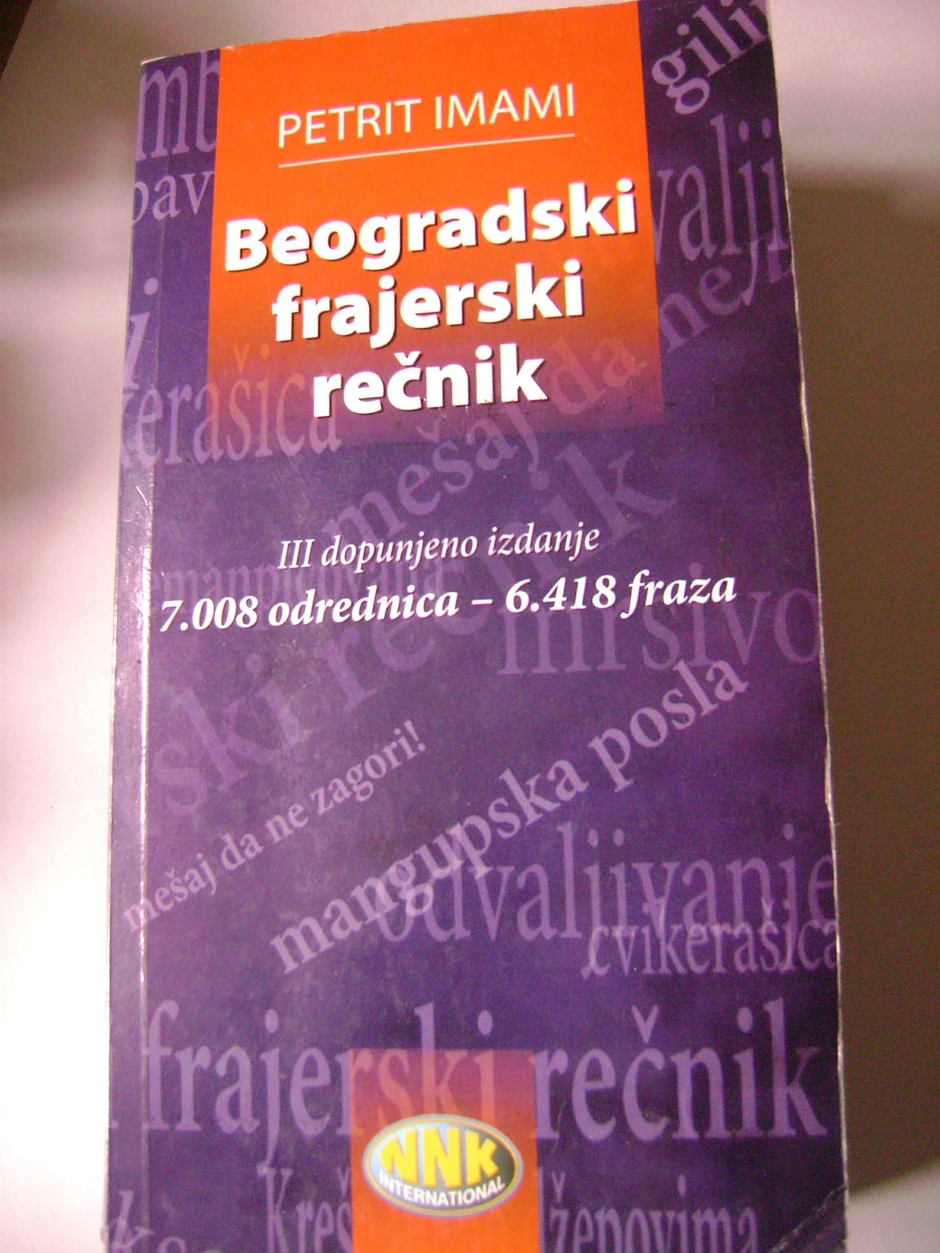 PETRIT IMAMI
Beogradski
frajerski
rečnik
III dopunjeno izdanje
7.008 odrednica – 6.418 fraza
mešaj da ne zagori!
mangupska posla
odvaljivanje
cvikerašica
frajerski rečnik
NNK
INTERNATIONAL